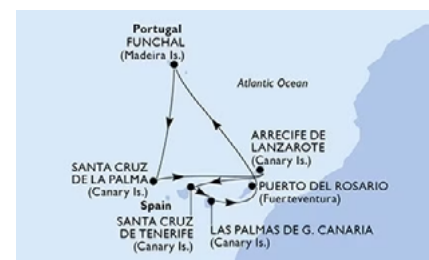 Portugal
FUNCHAL
(Madeira Is.)
Atlantic Ocean
ARRECIFE DE
LANZAROTE
(Canary Is.)
SANTA CRUZ
DE LA PALMA
(Canary Is.)
PUERTO DEL ROSARIO
(Fuerteventura)
Spain
SANTA CRUZ
DE TENERIFE
(Canary Is.)
LAS PALMAS DE G. CANARIA
(Canary Is.)